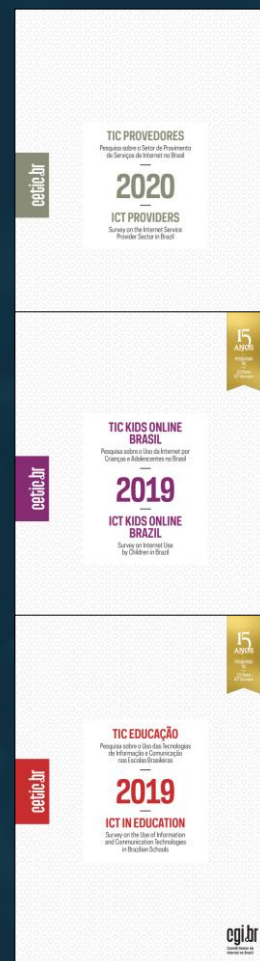 TIC PROVEDORES
Pesquisa sobre o Setor de Provimento
de Serviços de Internet no Brasil
2020
ICT PROVIDERS
Survey on the Internet Service
Provider Sector in Brazil
cetic.br
15
ANOS
TIC KIDS ONLINE
BRASIL
Pesquisa sobre o Uso da Internet por
Crianças e Adolescentes no Brasil
2019
ICT KIDS ONLINE
BRAZIL
Survey on Internet Use
by Children in Brazil
cetic.br
15
ANOS
TIC EDUCAÇÃO
Pesquisa sobre o Uso das Tecnologias
de Informação e Comunicação
nas Escolas Brasileiras
2019
ICT IN EDUCATION
Survey on the Use of Information
and Communication Technologies
in Brazilian Schools
cetic.br
cgi.br